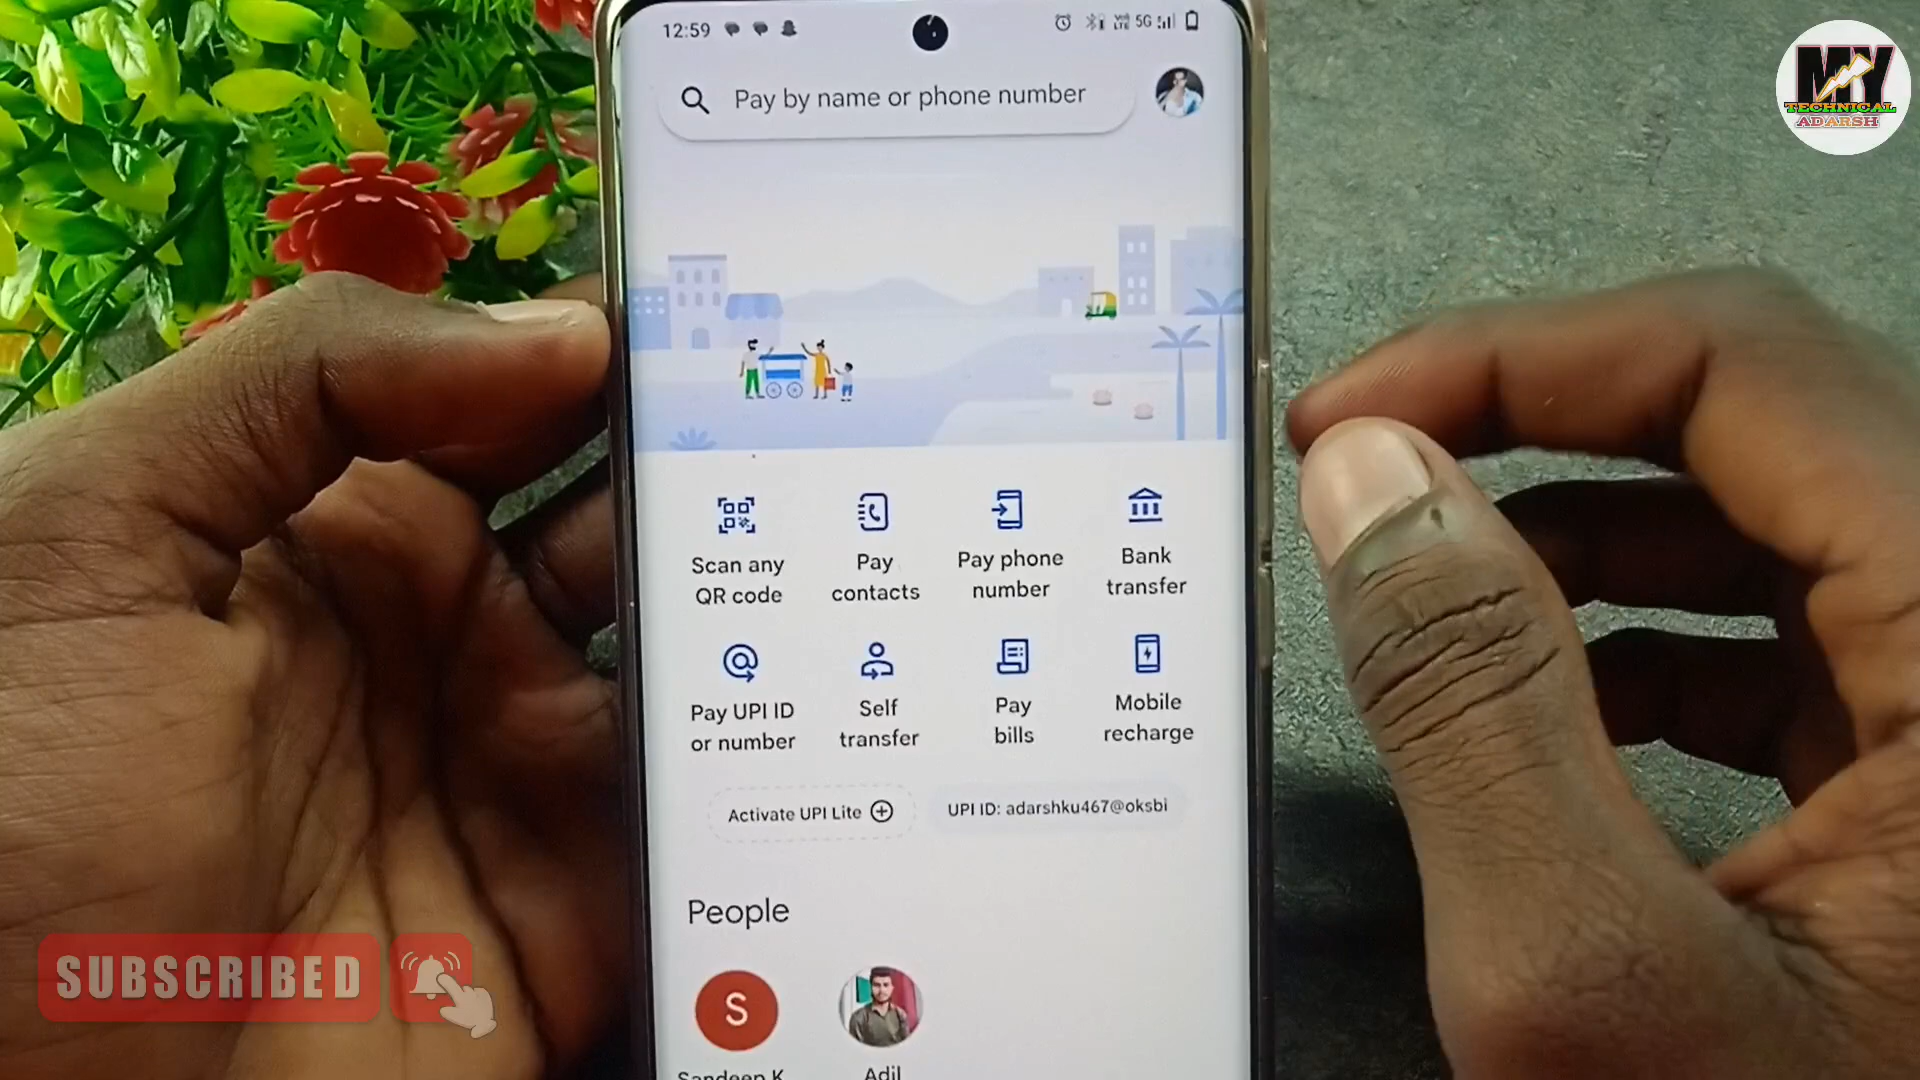 12:59
5G
Pay by name or phone number
MY
TECHNICAL
ADARSH
Scan any
QR code
Pay
contacts
Pay phone
number
Bank
transfer
Pay UPI ID
or number
Self
transfer
Pay
bills
Mobile
recharge
Activate UPI Lite
UPI ID: adarshku467@oksbi
People
S
Sandeep K
Adil
SUBSCRIBED